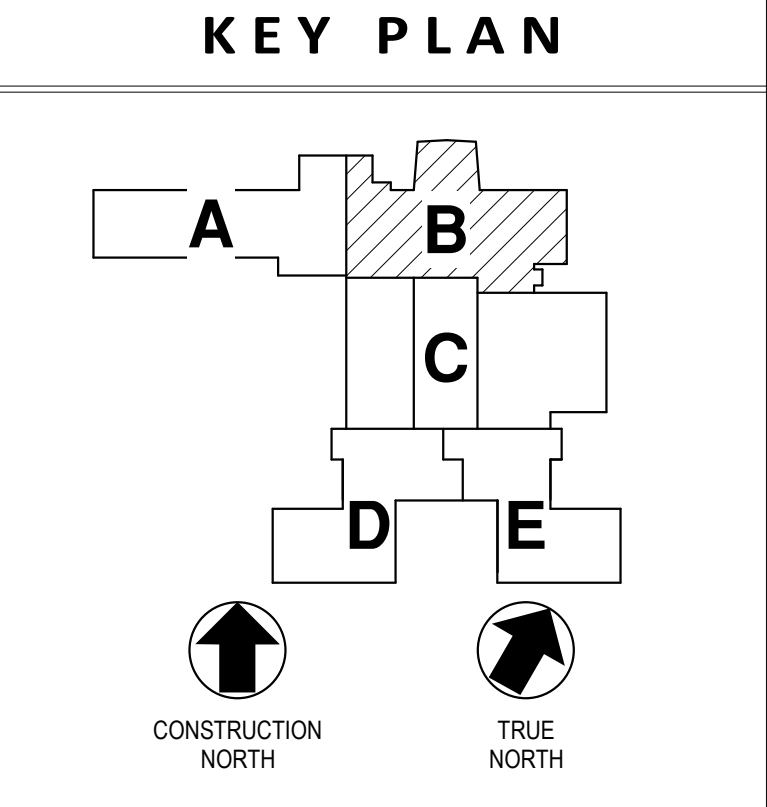 KEY PLAN
A
B
C
D
E
CONSTRUCTION
NORTH
TRUE
NORTH